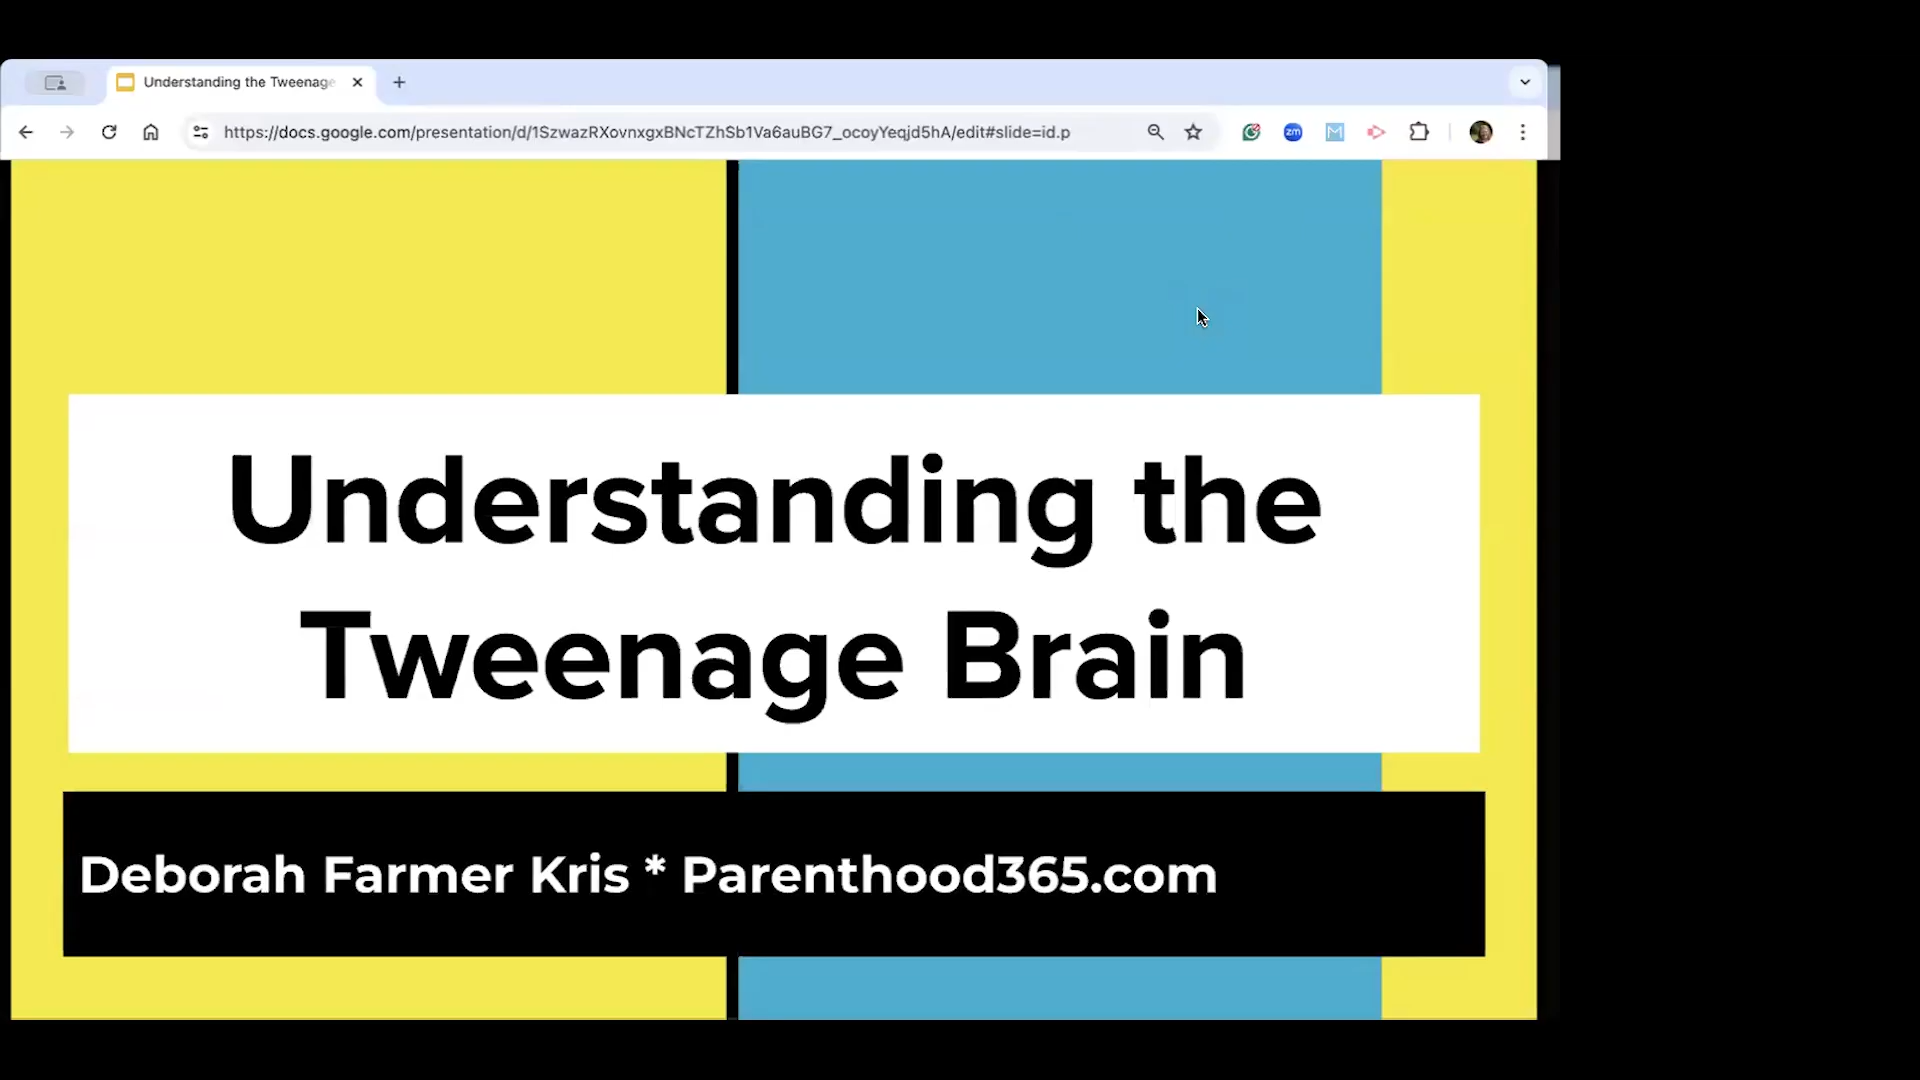 Understanding the Tweenage
https://docs.google.com/presentation/d/1SzwazRXovnxgxBNcTZhSb1Va6auBG7_ocoyYeqjd5hA/edit#slide=id.p
zm
M
Understanding the
Tweenage Brain
Deborah Farmer Kris * Parenthood365.com